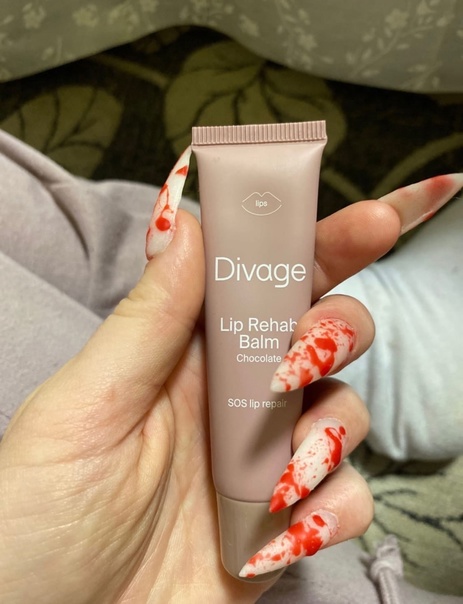 lips
Divage
Lip Rehab
Balm
Chocolate
SOS lip repair